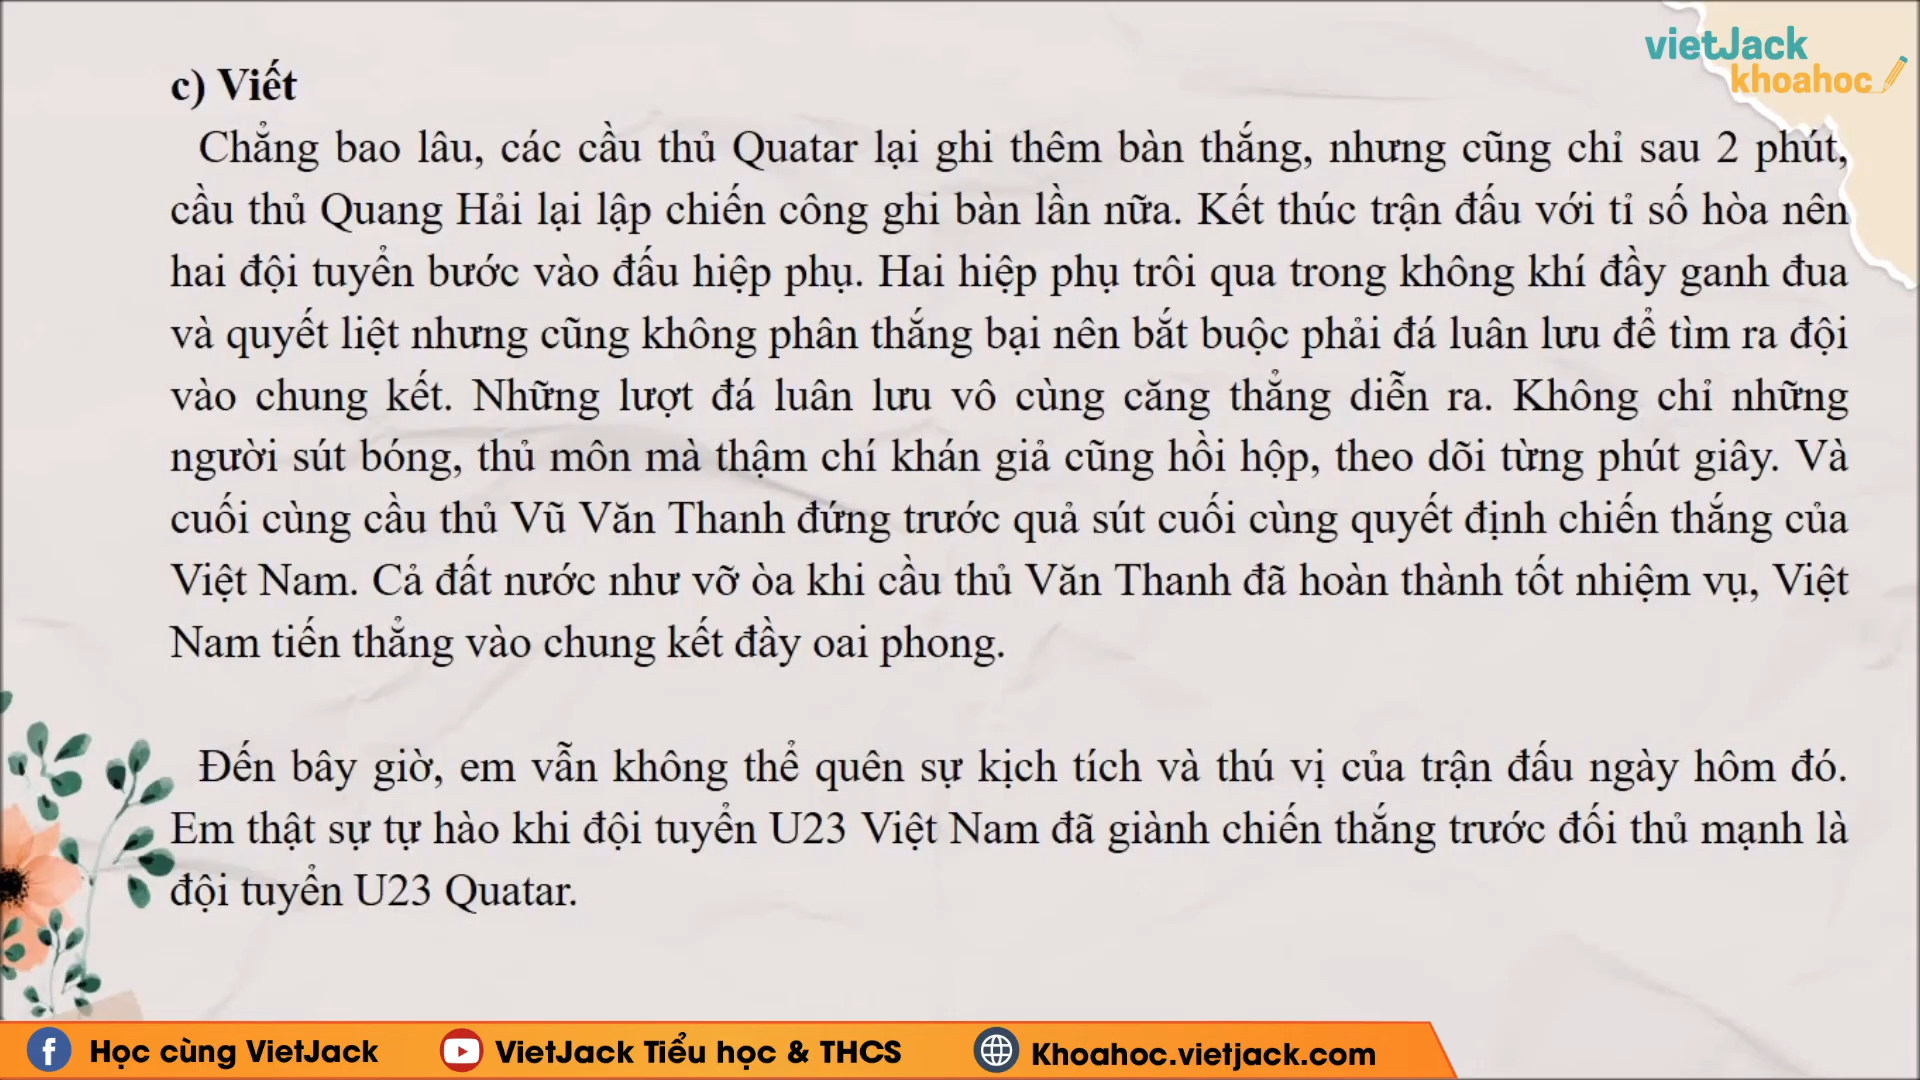 vietJack
khoahoc
c) Viết
Chẳng bao lâu, các cầu thủ Quatar lại ghi thêm bàn thắng, nhưng cũng chỉ sau 2 phút,
cầu thủ Quang Hải lại lập chiến công ghi bàn lần nữa. Kết thúc trận đấu với tỉ số hòa nên
hai đội tuyển bước vào đấu hiệp phụ. Hai hiệp phụ trôi qua trong không khí đầy ganh đua
và quyết liệt nhưng cũng không phân thắng bại nên bắt buộc phải đá luân lưu để tìm ra đội
vào chung kết. Những lượt đá luân lưu vô cùng căng thẳng diễn ra. Không chỉ những
người sút bóng, thủ môn mà thậm chí khán giả cũng hồi hộp, theo dõi từng phút giây. Và
cuối cùng cầu thủ Vũ Văn Thanh đứng trước quả sút cuối cùng quyết định chiến thắng của
Việt Nam. Cả đất nước như vỡ òa khi cầu thủ Văn Thanh đã hoàn thành tốt nhiệm vụ, Việt
Nam tiến thẳng vào chung kết đầy oai phong.
Đến bây giờ, em vẫn không thể quên sự kịch tích và thú vị của trận đấu ngày hôm đó.
Em thật sự tự hào khi đội tuyển U23 Việt Nam đã giành chiến thắng trước đối thủ mạnh là
đội tuyển U23 Quatar.
Học cùng VietJack
VietJack Tiểu học & THCS
Khoahoc.vietjack.com